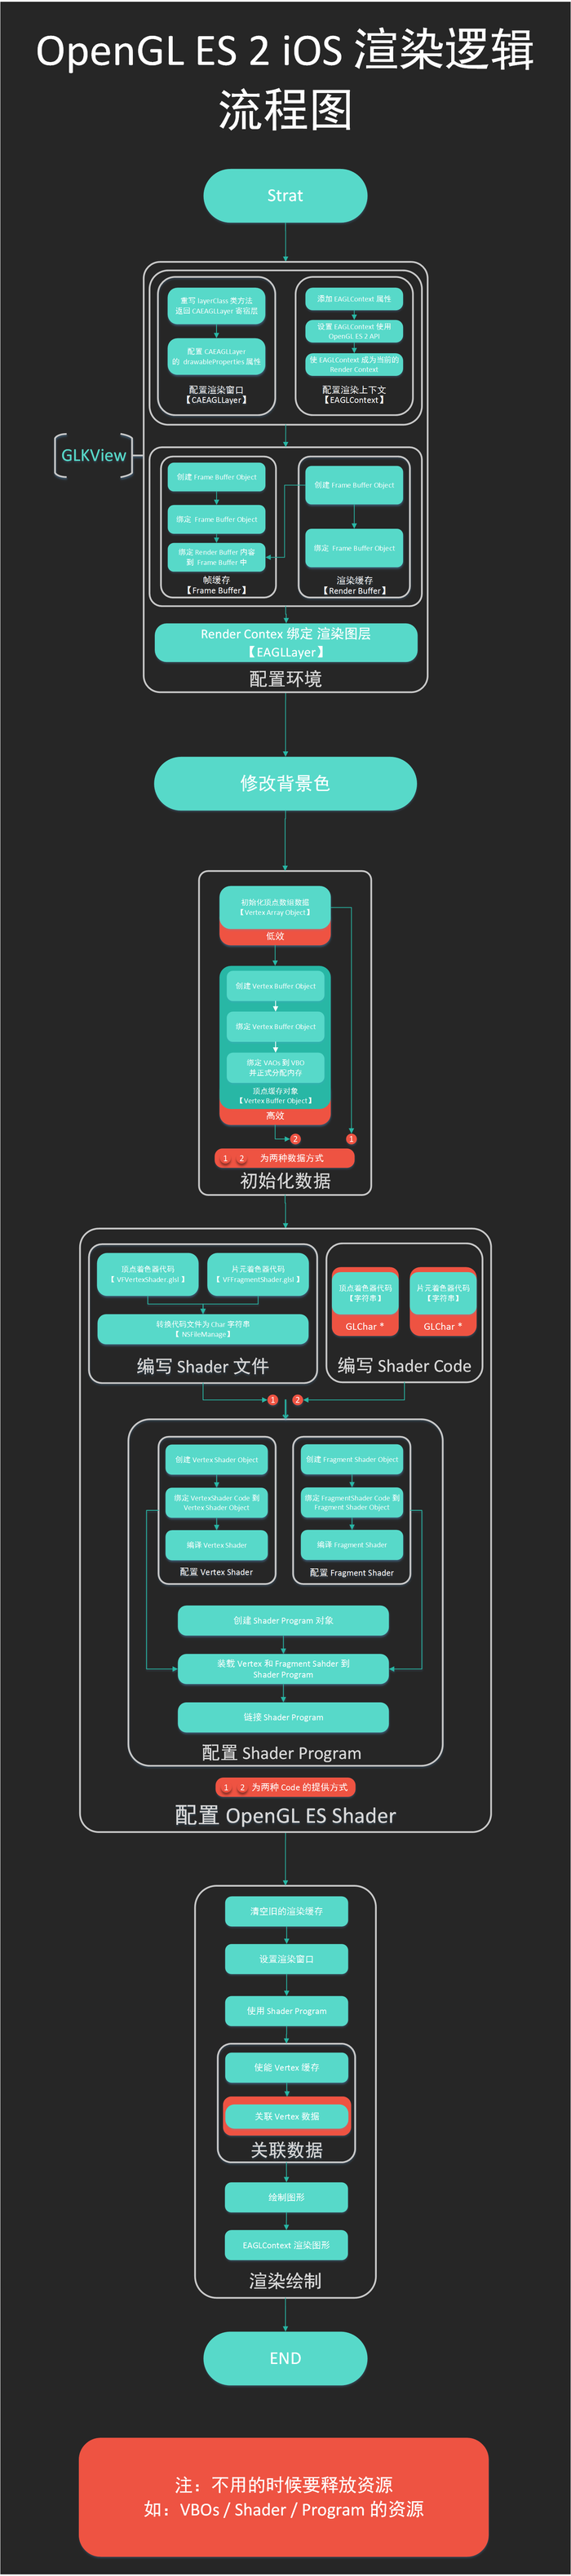 OpenGL ES 2 iOS 渲染逻辑
流程图
Strat
重写 layerClass 类方法
返回 CAEAGLLayer 寄宿层
配置 CAEAGLLayer
的 drawableProperties 属性
配置渲染窗口
【CAEAGLLayer】
添加 EAGLContext 属性
设置 EAGLContext 使用
OpenGL ES 2 API
使 EAGLContext 成为当前的
Render Context
配置渲染上下文
【EAGLContext】
GLKView
创建 Frame Buffer Object
绑定 Frame Buffer Object
绑定 Render Buffer 内容
到 Frame Buffer 中
帧缓存
【Frame Buffer】
创建 Frame Buffer Object
绑定 Frame Buffer Object
渲染缓存
【Render Buffer】
Render Contex 绑定 渲染图层
【EAGLLayer】
配置环境
修改背景色
初始化顶点数组数据
【Vertex Array Object】
低效
创建 Vertex Buffer Object
绑定 Vertex Buffer Object
绑定 VAOs 到 VBO
并正式分配内存
顶点缓存对象
【Vertex Buffer Object】
高效
2
1
1 2 为两种数据方式
初始化数据
顶点着色器代码
【 VFVertexShader.glsl 】
片元着色器代码
【 VFFragmentShader.glsl 】
转换代码文件为 Char 字符串
【 NSFileManage】
编写 Shader 文件
顶点着色器代码
【字符串】
GLChar *
片元着色器代码
【字符串】
GLChar *
编写 Shader Code
1 2
创建 Vertex Shader Object
绑定 VertexShader Code 到
Vertex Shader Object
编译 Vertex Shader
配置 Vertex Shader
创建 Fragment Shader Object
绑定 FragmentShader Code 到
Fragment Shader Object
编译 Fragment Shader
配置 Fragment Shader
创建 Shader Program 对象
装载 Vertex 和 Fragment Sahder 到
Shader Program
链接 Shader Program
配置 Shader Program
1 2 为两种 Code 的提供方式
配置 OpenGL ES Shader
清空旧的渲染缓存
设置渲染窗口
使用 Shader Program
使能 Vertex 缓存
关联 Vertex 数据
关联数据
绘制图形
EAGLContext 渲染图形
渲染绘制
END
注：不用的时候要释放资源
如：VBOs / Shader / Program 的资源